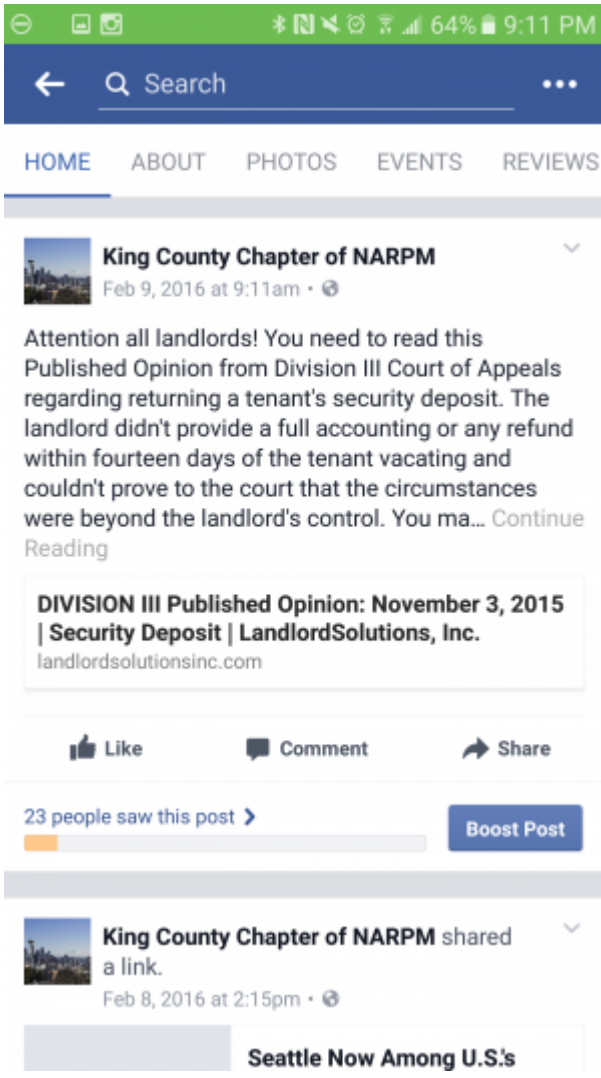 64% 9:11 PM
Search
HOME ABOUT PHOTOS EVENTS REVIEWS
King County Chapter of NARPM
Feb 9, 2016 at 9:11am •
Attention all landlords! You need to read this
Published Opinion from Division III Court of Appeals
regarding returning a tenant's security deposit. The
landlord didn't provide a full accounting or any refund
within fourteen days of the tenant vacating and
couldn't prove to the court that the circumstances
were beyond the landlord's control. You ma... Continue
Reading
DIVISION III Published Opinion: November 3, 2015
| Security Deposit | LandlordSolutions, Inc.
landlordsolutionsinc.com
Like Comment Share
23 people saw this post
Boost Post
King County Chapter of NARPM shared
a link.
Feb 8, 2016 at 2:15pm •
Seattle Now Among U.S.'s